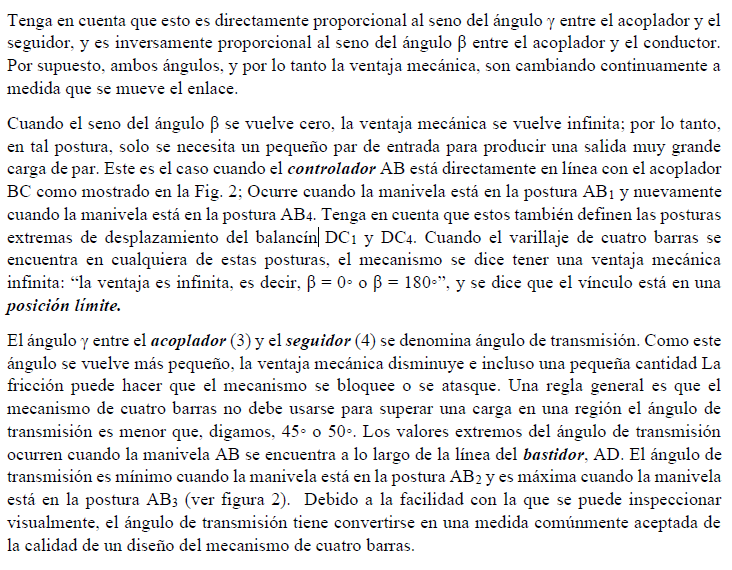 Tenga en cuenta que esto es directamente proporcional al seno del ángulo γ entre el acoplador y el
seguidor, y es inversamente proporcional al seno del ángulo β entre el acoplador y el conductor.
Por supuesto, ambos ángulos, y por lo tanto la ventaja mecánica, son cambiando continuamente a
medida que se mueve el enlace.
Cuando el seno del ángulo β se vuelve cero, la ventaja mecánica se vuelve infinita; por lo tanto,
en tal postura, solo se necesita un pequeño par de entrada para producir una salida muy grande
carga de par. Este es el caso cuando el controlador AB está directamente en línea con el acoplador
BC como mostrado en la Fig. 2; Ocurre cuando la manivela está en la postura AB₁ y nuevamente
cuando la manivela está en la postura AB₄. Tenga en cuenta que estos también definen las posturas
extremas de desplazamiento del balancín DC₁ y DC₄. Cuando el varillaje de cuatro barras se
encuentra en cualquiera de estas posturas, el mecanismo se dice tener una ventaja mecánica
infinita: “la ventaja es infinita, es decir, β = 0◦ o β = 180◦”, y se dice que el vínculo está en una
posición límite.
El ángulo γ entre el acoplador (3) y el seguidor (4) se denomina ángulo de transmisión. Como este
ángulo se vuelve más pequeño, la ventaja mecánica disminuye e incluso una pequeña cantidad La
fricción puede hacer que el mecanismo se bloquee o se atasque. Una regla general es que el
mecanismo de cuatro barras no debe usarse para superar una carga en una región el ángulo de
transmisión es menor que, digamos, 45◦ o 50◦. Los valores extremos del ángulo de transmisión
ocurren cuando la manivela AB se encuentra a lo largo de la línea del bastidor, AD. El ángulo de
transmisión es mínimo cuando la manivela está en la postura AB₂ y es máxima cuando la manivela
está en la postura AB₃ (ver figura 2). Debido a la facilidad con la que se puede inspeccionar
visualmente, el ángulo de transmisión tiene convertirse en una medida comúnmente aceptada de
la calidad de un diseño del mecanismo de cuatro barras.